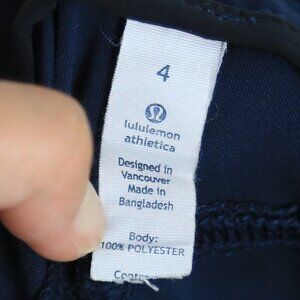 4
lululemon
athletica
Designed in
Vancouver
Made in
Bangladesh
Body:
100% POLYESTER